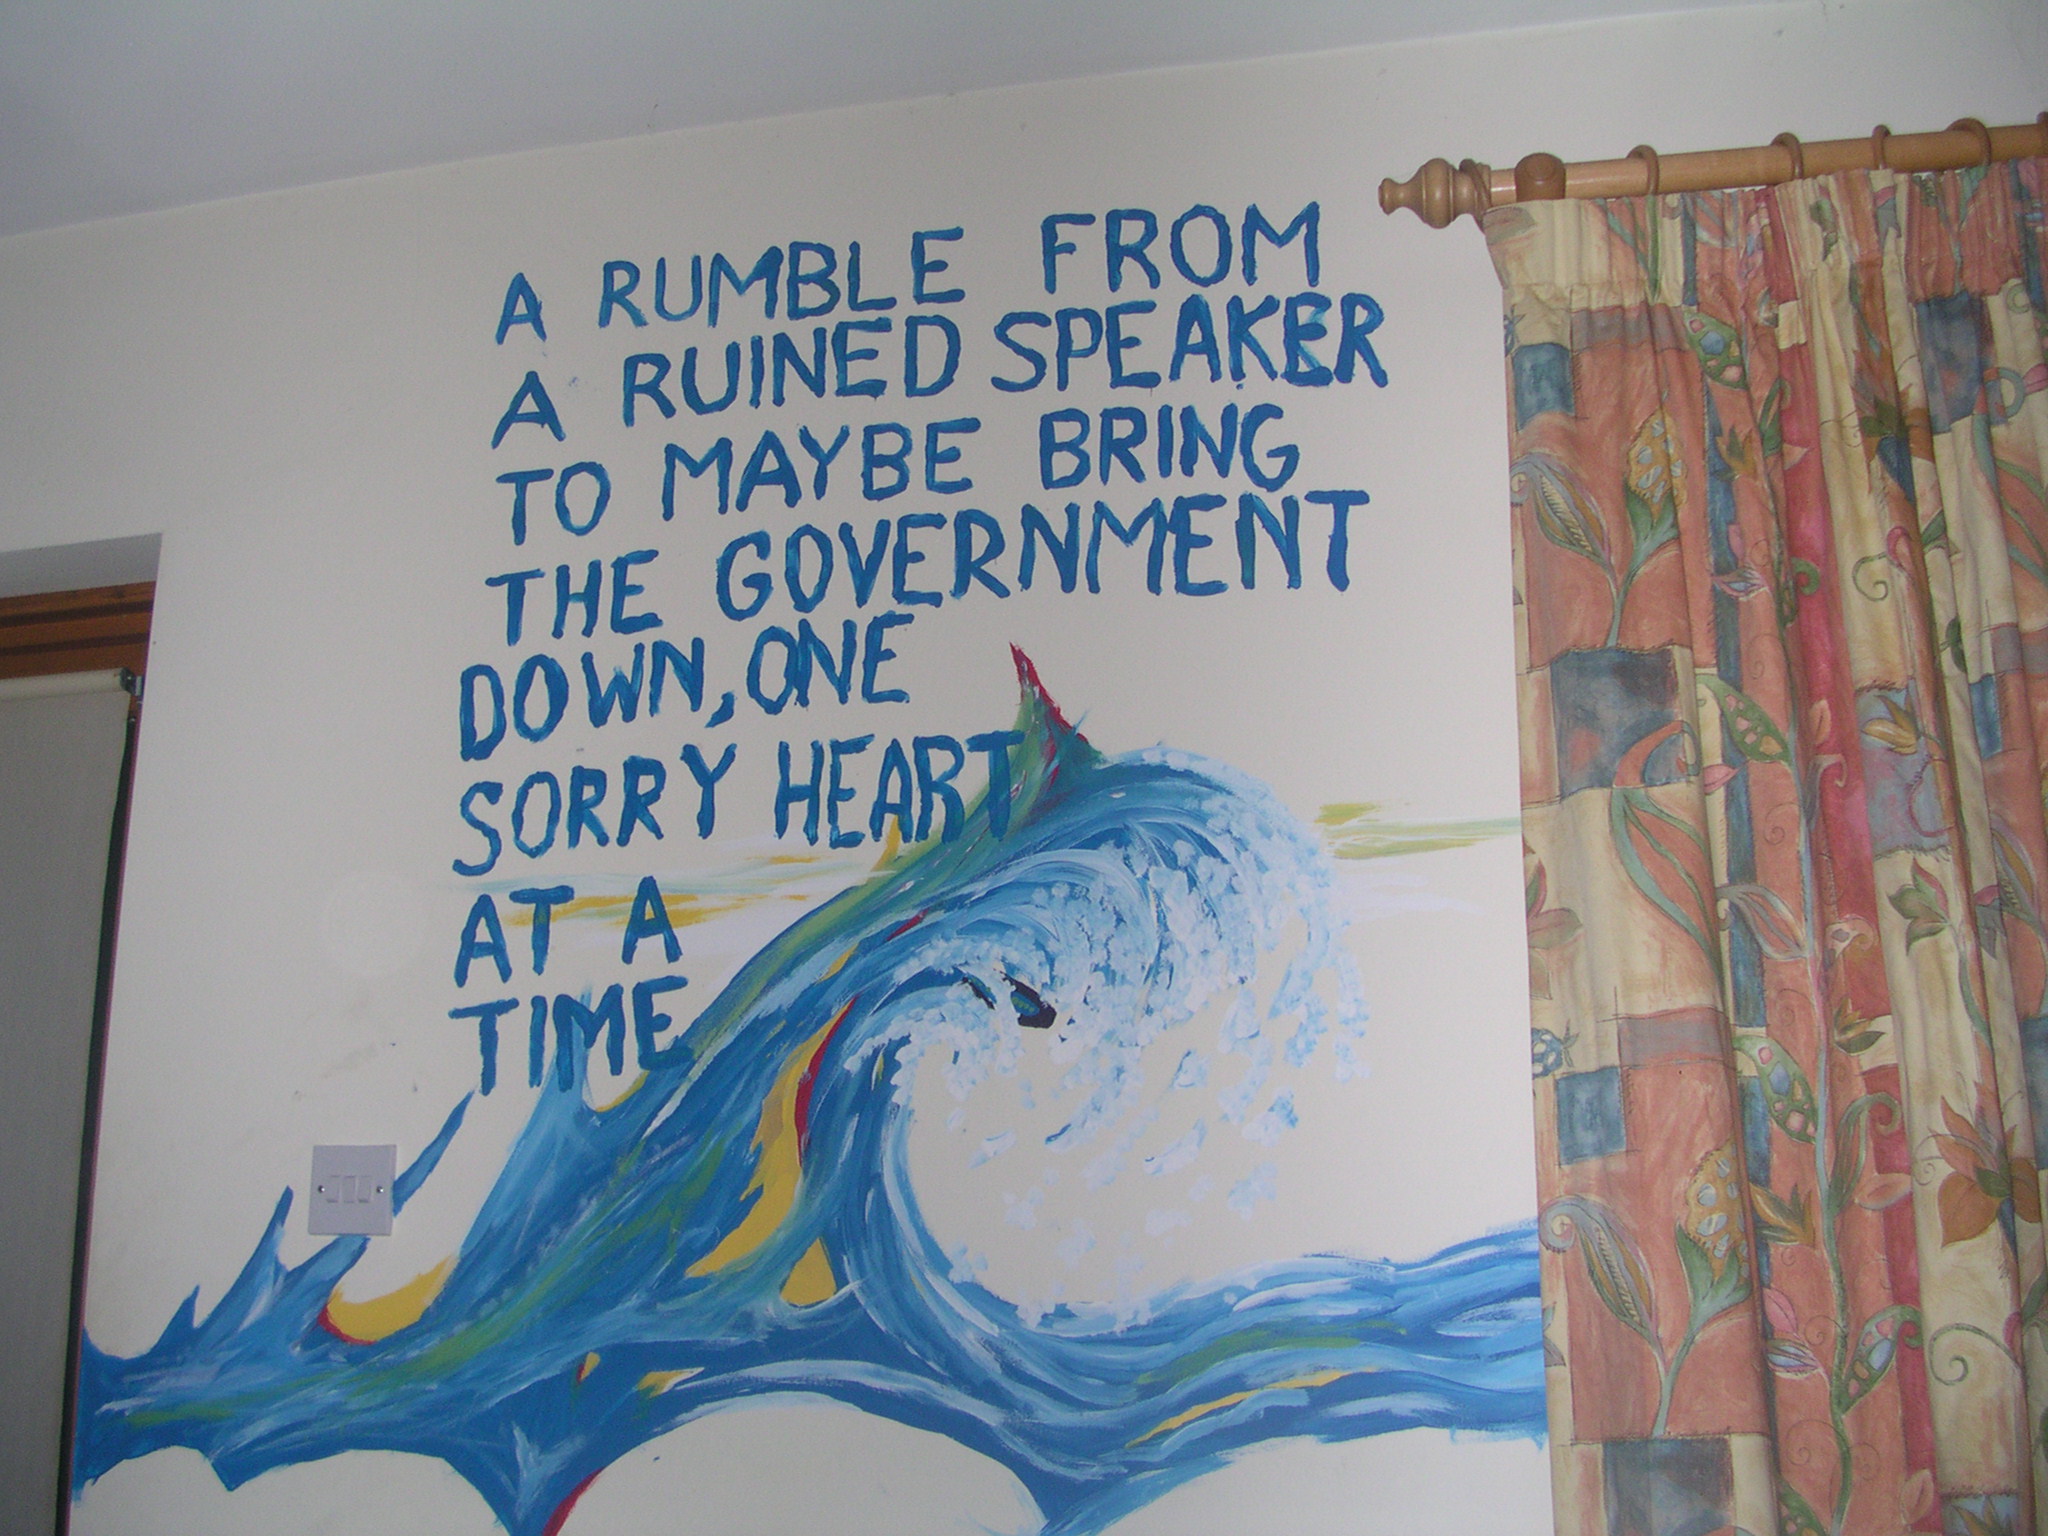 A RUMBLE FROM
A RUINED SPEAKER
TO MAYBE BRING
THE GOVERNMENT
DOWN, ONE
SORRY HEART
AT A
TIME